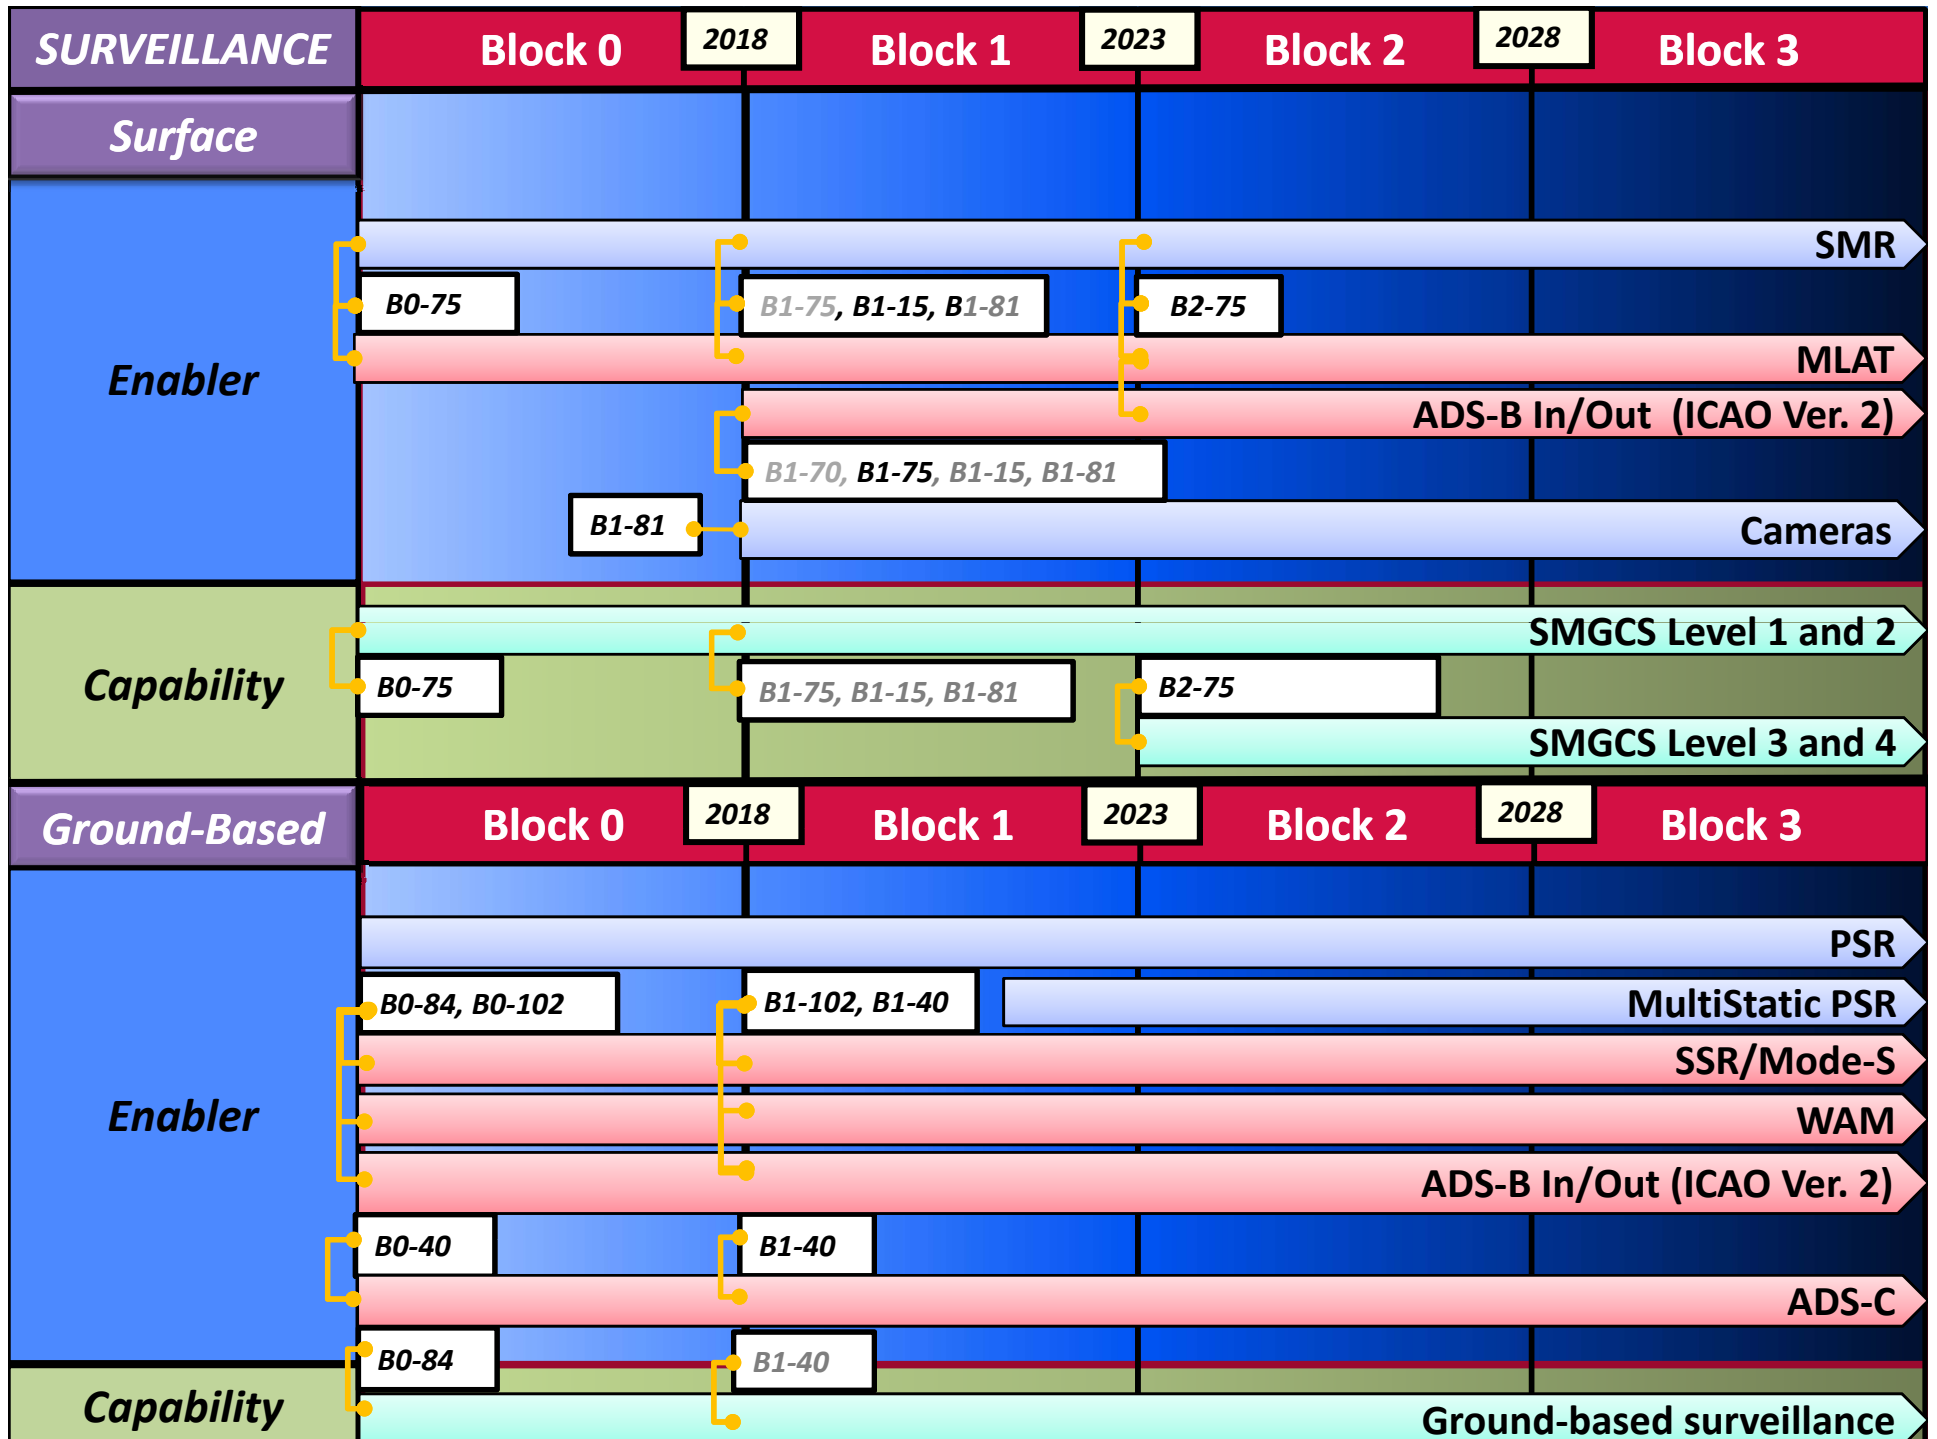 SURVEILLANCE Block 0 2018 Block 1 2023 Block 2 2028 Block 3
Surface
SMR
B0-75 B1-75, B1-15, B1-81 B2-75
MLAT
Enabler
ADS-B In/Out (ICAO Ver. 2)
B1-70, B1-75, B1-15, B1-81
B1-81 Cameras
SMGCS Level 1 and 2
Capability B0-75 B1-75, B1-15, B1-81 B2-75
SMGCS Level 3 and 4
Ground-Based Block 0 2018 Block 1 2023 Block 2 2028 Block 3
PSR
B0-84, B0-102 B1-102, B1-40 MultiStatic PSR
SSR/Mode-S
Enabler WAM
ADS-B In/Out (ICAO Ver. 2)
B0-40 B1-40
ADS-C
B0-84 B1-40
Capability Ground-based surveillance